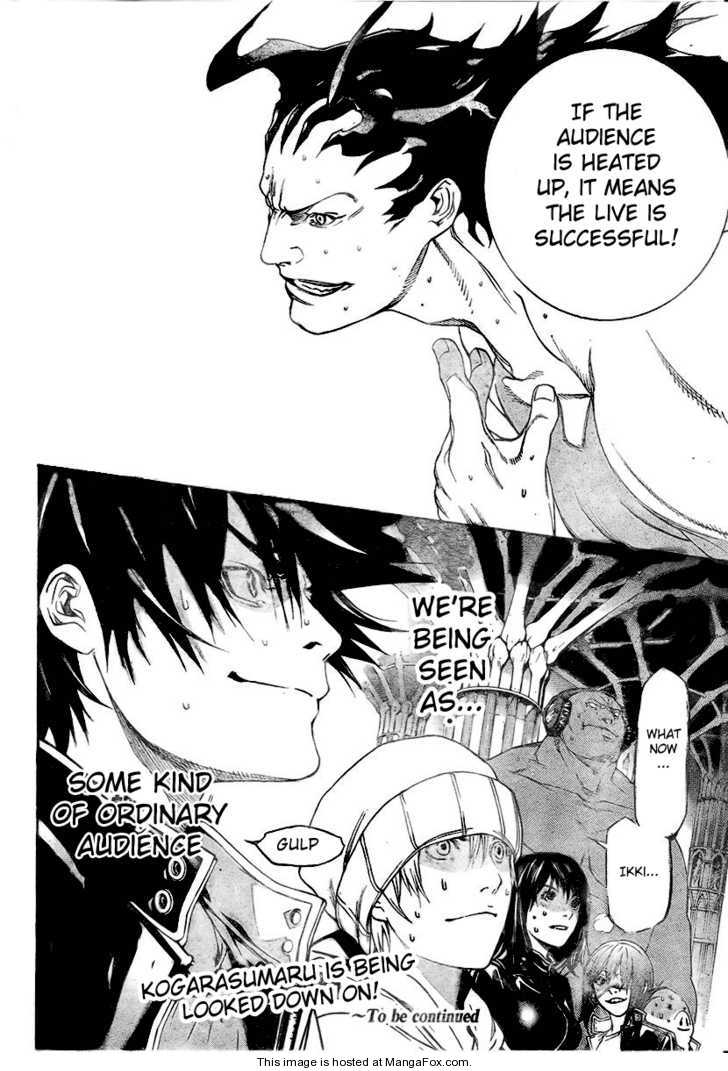 IF THE
AUDIENCE
IS HEATED
UP, IT MEANS
THE LIVE IS
SUCCESSFUL!
WE'RE
BEING
SEEN
AS...
SOME KIND
OF ORDINARY
AUDIENCE
WHAT
NOW
...
IKKI...
GULP
KOGARASUMARU IS BEING
LOOKED DOWN ON!
~To be continued
This image is hosted at MangaFox.com.